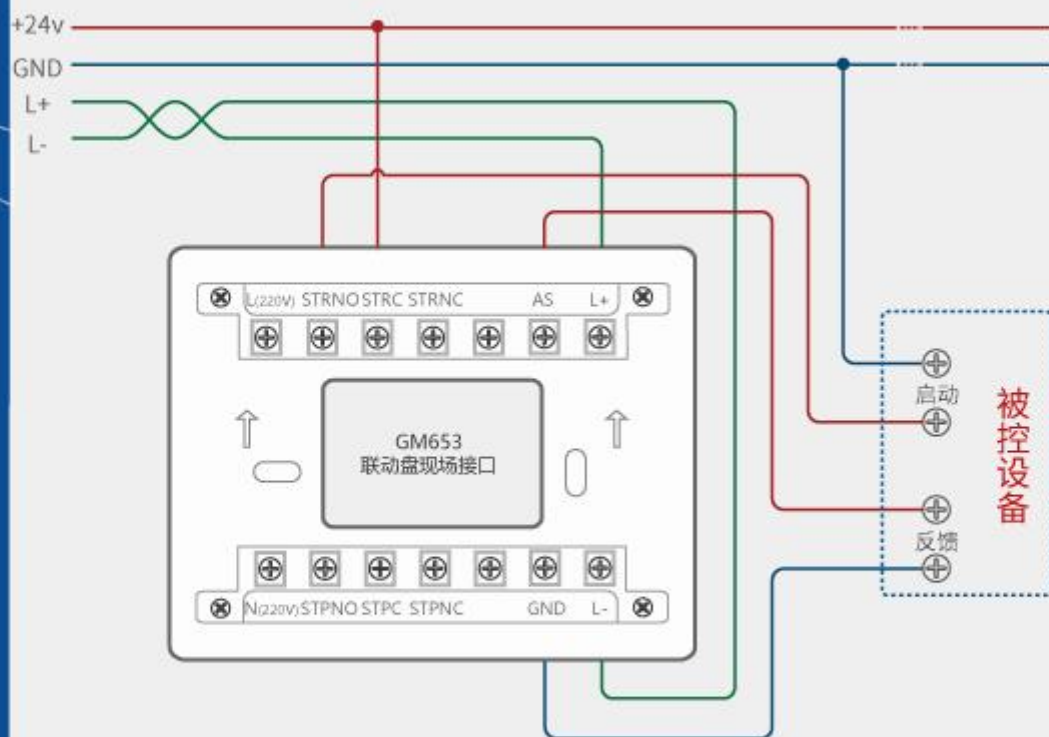 +24v
GND
L+
L-
L(220V) STRNO STRC STRNC AS L+
启动
被控设备
GM653
联动盘现场接口
反馈
N(220V) STPNO STPC STPNC GND L-